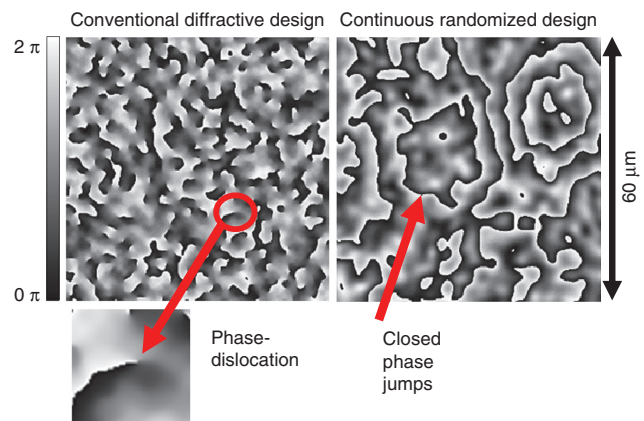 Conventional diffractive design
Continuous randomized design
2 π
0 π
60 μm
Phase-
dislocation
Closed
phase
jumps